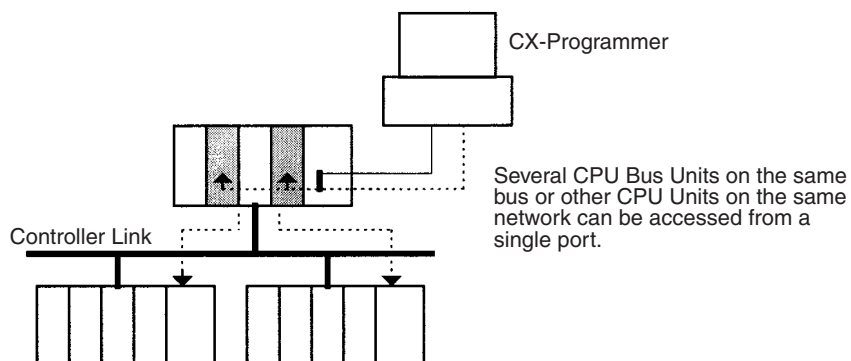 CX-Programmer
Several CPU Bus Units on the same
bus or other CPU Units on the same
network can be accessed from a
single port.
Controller Link